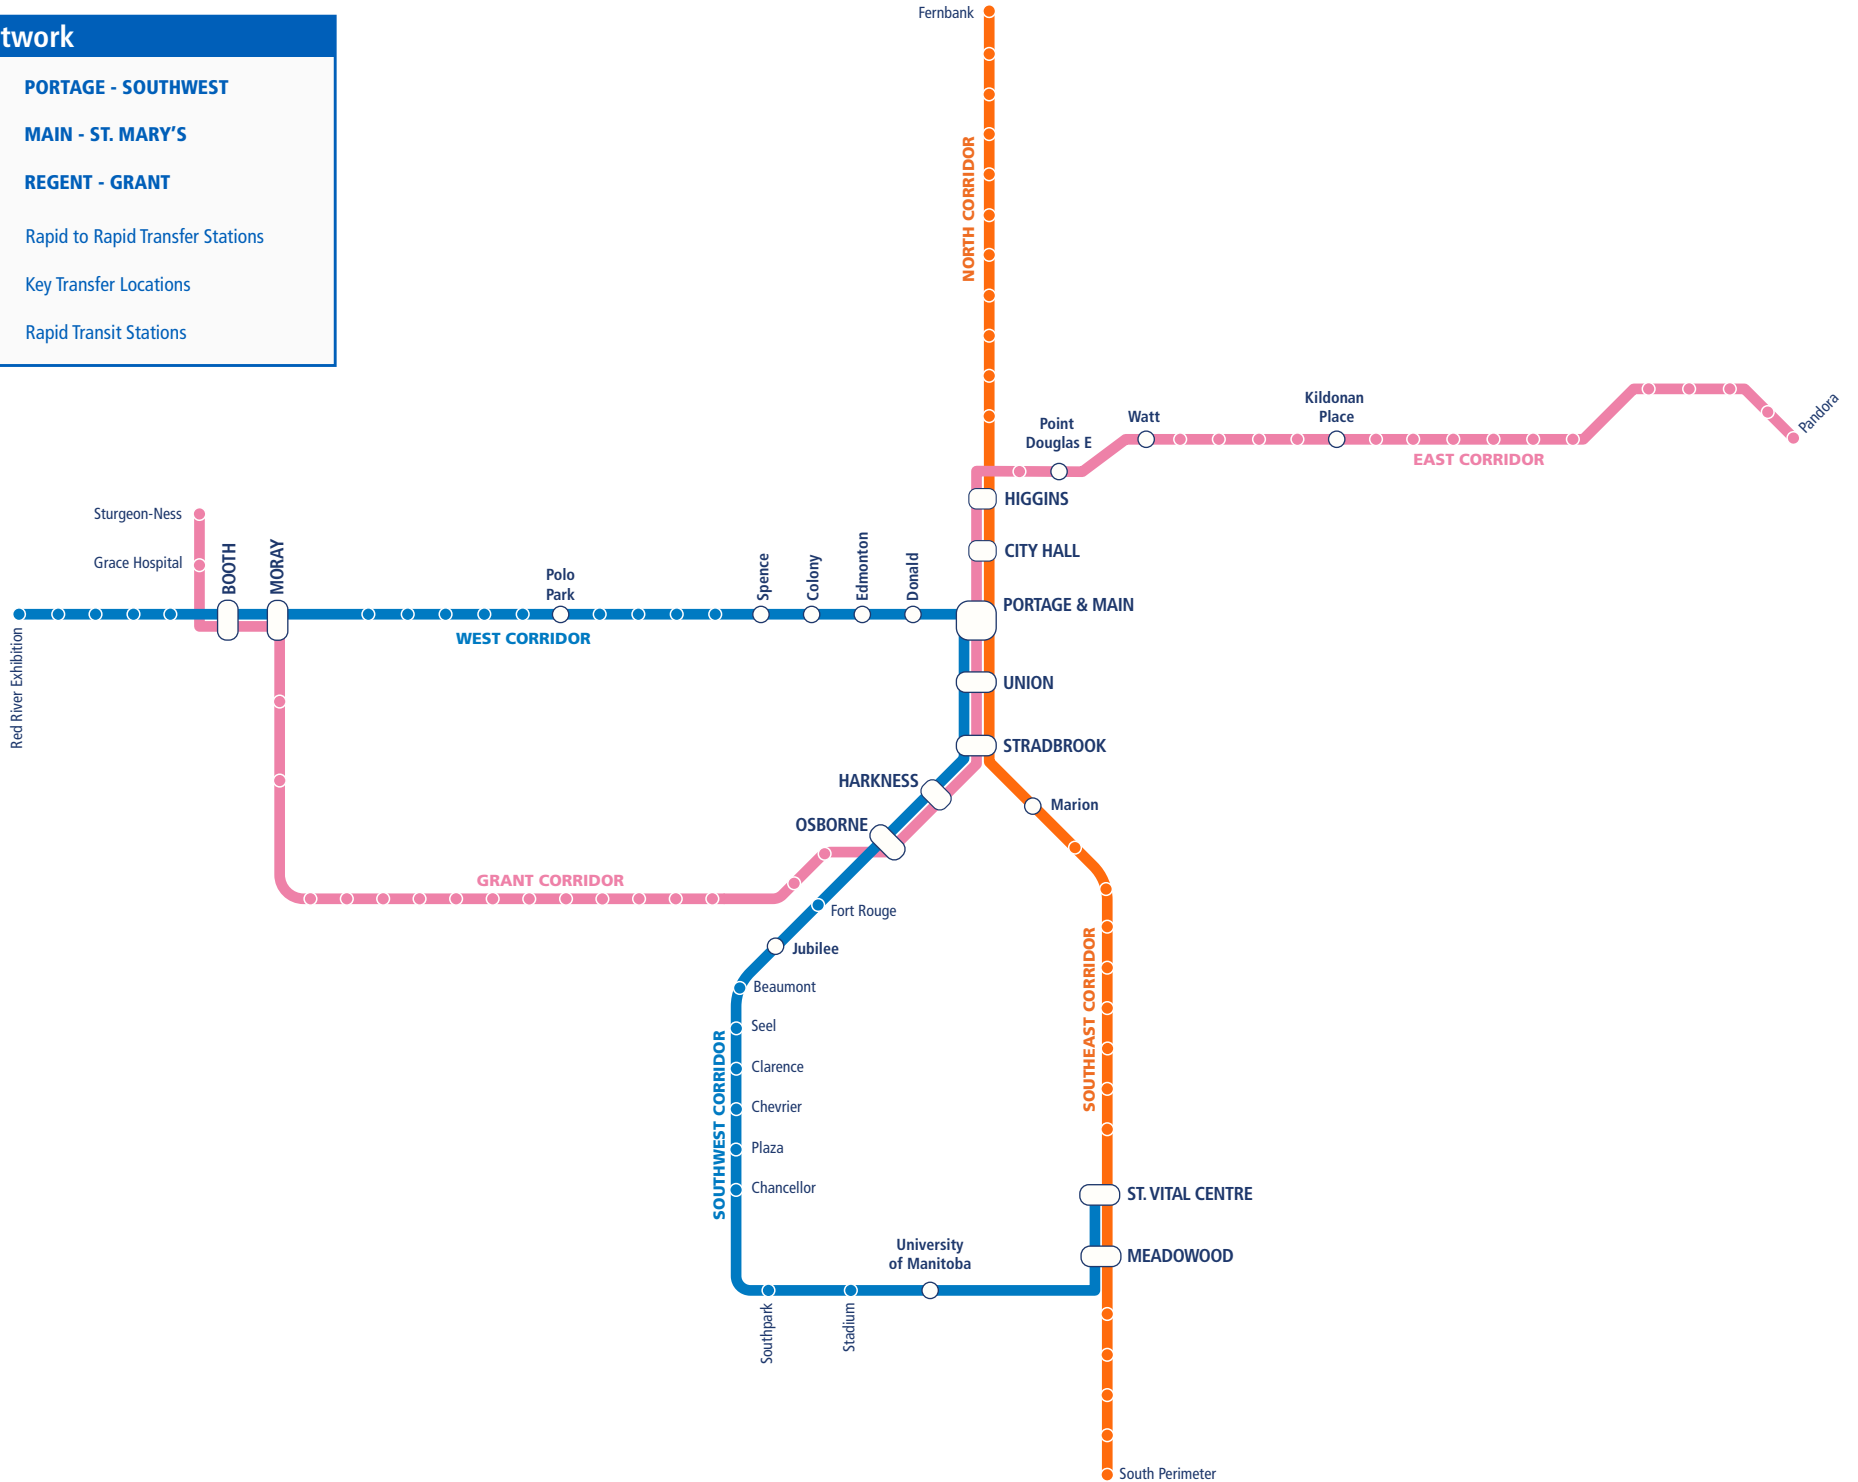 twork
PORTAGE - SOUTHWEST
MAIN - ST. MARY’S
REGENT - GRANT
Rapid to Rapid Transfer Stations
Key Transfer Locations
Rapid Transit Stations
Fernbank
NORTH CORRIDOR
Kildonan
Place
Point
Douglas E
Watt
Pandora
EAST CORRIDOR
HIGGINS
CITY HALL
PORTAGE & MAIN
UNION
STRADBROOK
Sturgeon-Ness
Grace Hospital
BOOTH
MORAY
Polo
Park
Spence
Colony
Edmonton
Donald
WEST CORRIDOR
Red River Exhibition
HARKNESS
OSBORNE
Marion
GRANT CORRIDOR
Fort Rouge
Jubilee
Beaumont
Seel
Clarence
Chevrier
Plaza
Chancellor
SOUTHWEST CORRIDOR
SOUTHEAST CORRIDOR
ST. VITAL CENTRE
MEADOWOOD
University
of Manitoba
Southpark
Stadium
South Perimeter